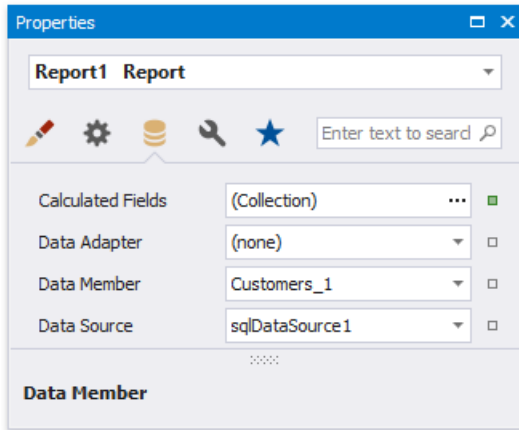 Properties
Report1 Report
Enter text to search
Calculated Fields (Collection) ...
Data Adapter (none)
Data Member Customers_1
Data Source sqlDataSource1
Data Member